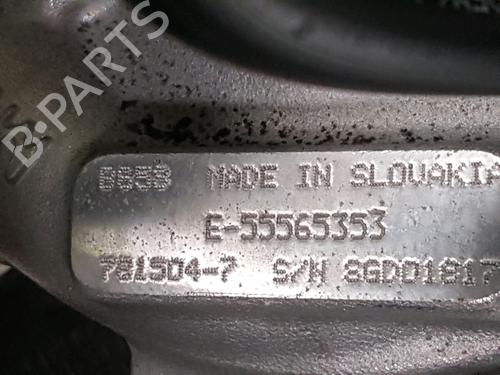 B-PARTS
MADE IN SLOVAKIA
E-55565353
781504-7 S/N